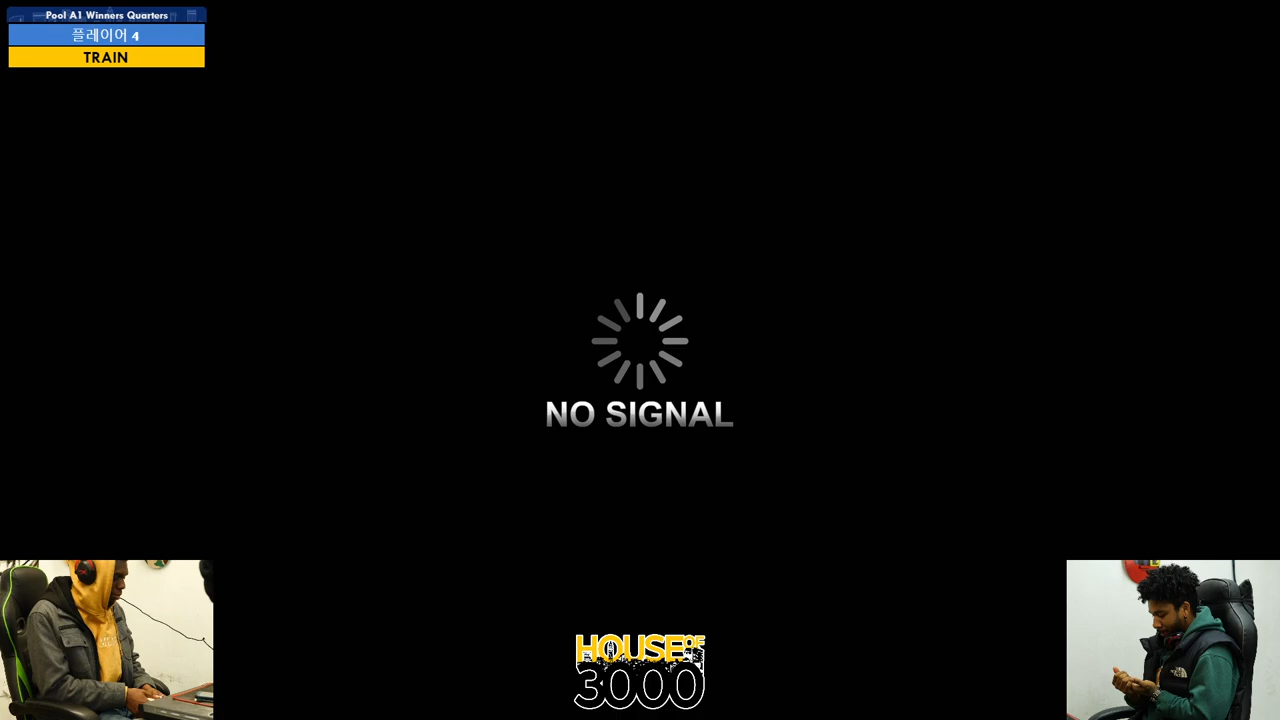 Pool A1 Winners Quarters
플레이어 4
TRAIN
NO SIGNAL
HOUSE OF
3000